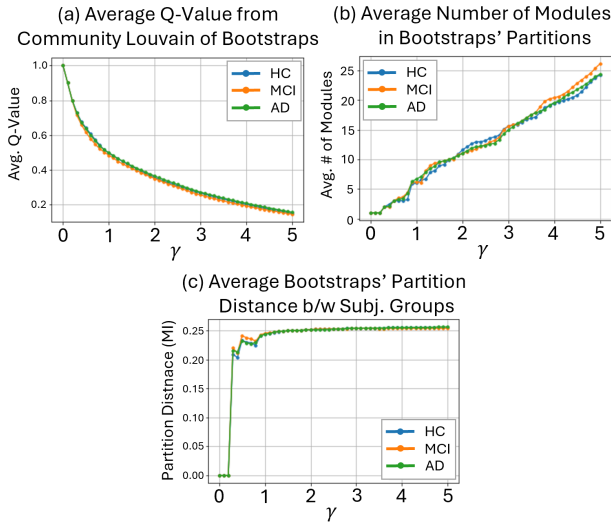 (a) Average Q-Value from
Community Louvain of Bootstraps
Avg. Q-Value
1.0
0.8
0.6
0.4
0.2
0 1 2 3 4 5
γ
HC
MCI
AD
(b) Average Number of Modules
in Bootstraps' Partitions
Avg. # of Modules
25
20
15
10
5
0
0 1 2 3 4 5
γ
HC
MCI
AD
(c) Average Bootstraps' Partition
Distance b/w Subj. Groups
Partition Distnace (MI)
0.25
0.20
0.15
0.10
0.05
0.00
0 1 2 3 4 5
γ
HC
MCI
AD